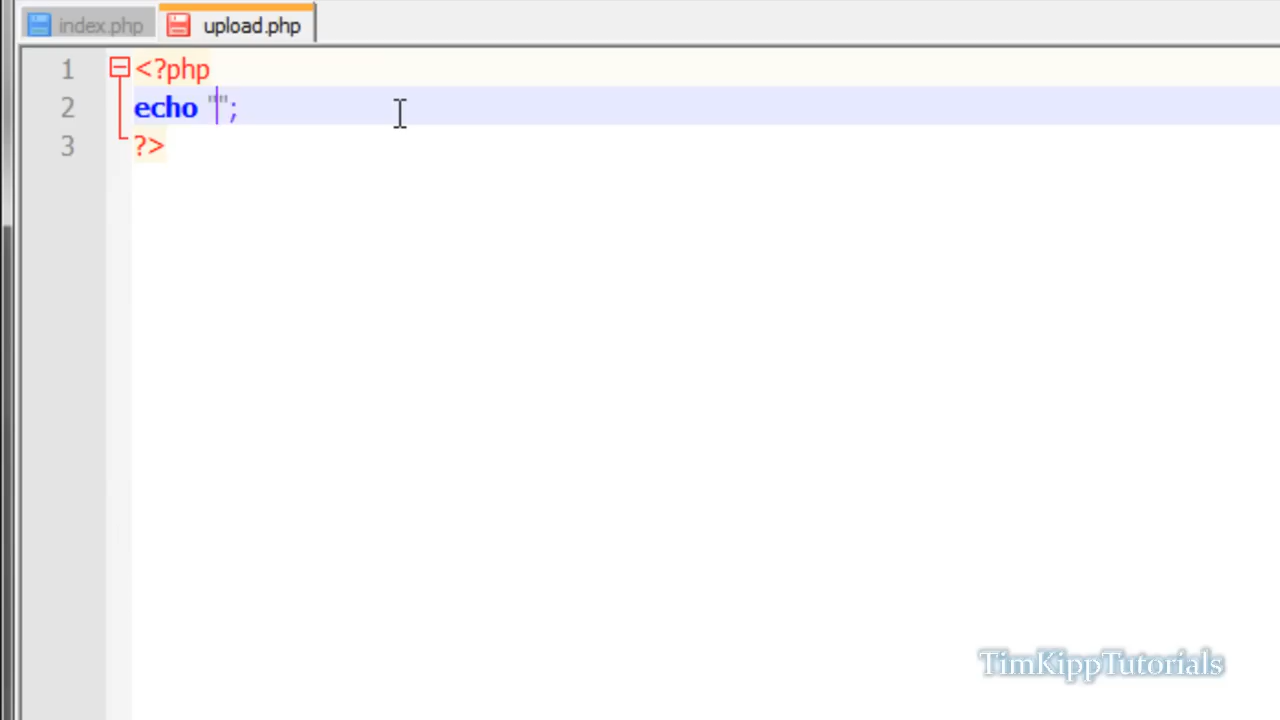 index.php upload.php
1 <?php
2 echo "";
3 ?>
TimKippTutorials